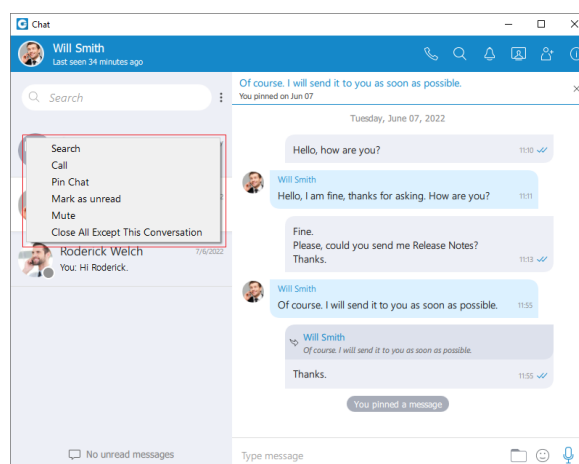 Chat
Will Smith
Last seen 34 minutes ago
Search
Search
Call
Pin Chat
Mark as unread
Mute
Close All Except This Conversation
Roderick Welch
7/6/2022
You: Hi Roderick.
No unread messages
Of course. I will send it to you as soon as possible.
You pinned on Jun 07
Tuesday, June 07, 2022
Hello, how are you?
11:10
Will Smith
Hello, I am fine, thanks for asking. How are you?
11:11
Fine.
Please, could you send me Release Notes?
Thanks.
11:13
Will Smith
Of course. I will send it to you as soon as possible.
11:55
Will Smith
Of course. I will send it to you as soon as possible.
Thanks.
11:55
You pinned a message
Type message